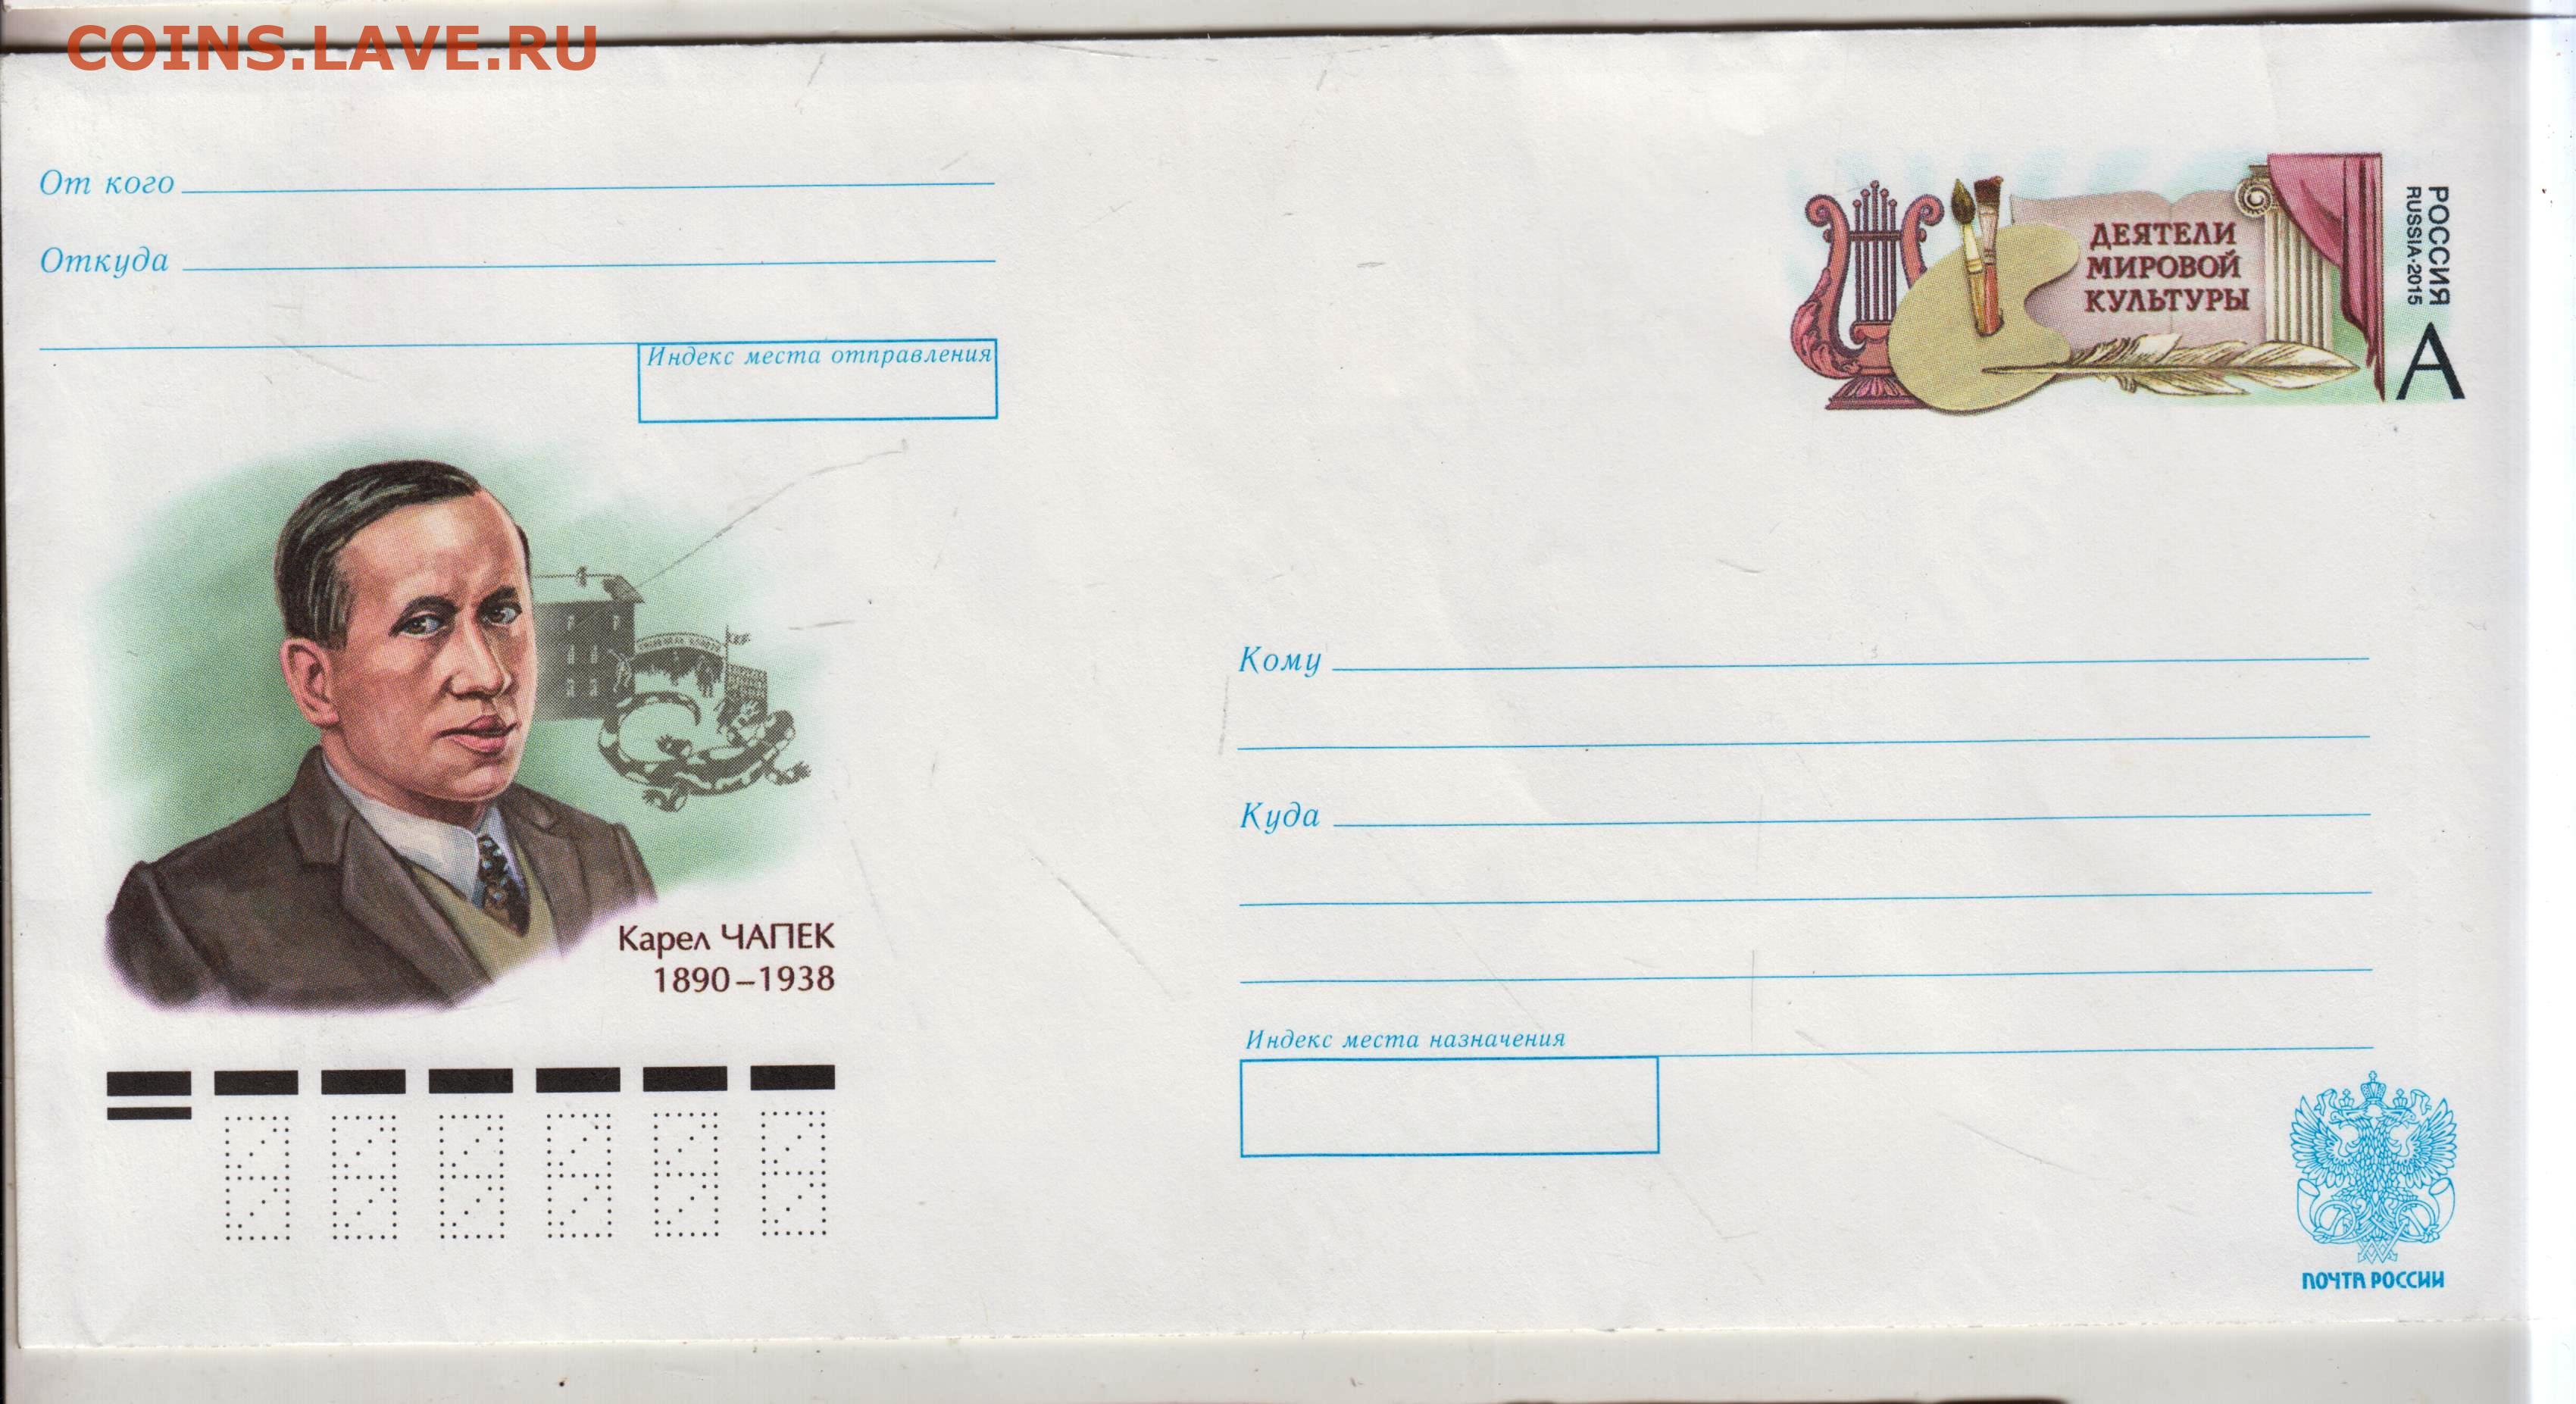 COINS.LAVE.RU
От кого
Откуда
Индекс места отправления
ДЕЯТЕЛИ
МИРОВОЙ
КУЛЬТУРЫ
РОССИЯ
RUSSIA·2015
А
Кому
Куда
Карел ЧАПЕК
1890–1938
Индекс места назначения
ПОЧТА РОССИИ